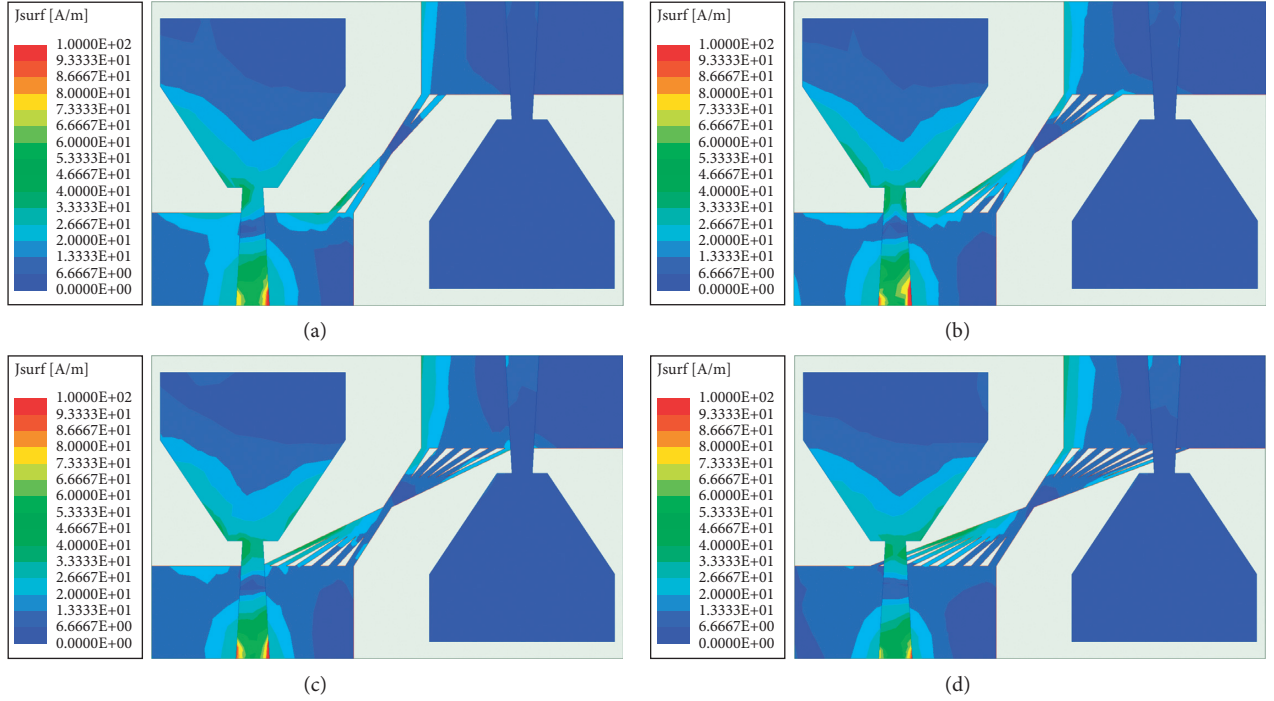 Jsurf [A/m]
1.0000E+02
9.3333E+01
8.6667E+01
8.0000E+01
7.3333E+01
6.6667E+01
6.0000E+01
5.3333E+01
4.6667E+01
4.0000E+01
3.3333E+01
2.6667E+01
2.0000E+01
1.3333E+01
6.6667E+00
0.0000E+00
(a)
Jsurf [A/m]
1.0000E+02
9.3333E+01
8.6667E+01
8.0000E+01
7.3333E+01
6.6667E+01
6.0000E+01
5.3333E+01
4.6667E+01
4.0000E+01
3.3333E+01
2.6667E+01
2.0000E+01
1.3333E+01
6.6667E+00
0.0000E+00
(b)
Jsurf [A/m]
1.0000E+02
9.3333E+01
8.6667E+01
8.0000E+01
7.3333E+01
6.6667E+01
6.0000E+01
5.3333E+01
4.6667E+01
4.0000E+01
3.3333E+01
2.6667E+01
2.0000E+01
1.3333E+01
6.6667E+00
0.0000E+00
(c)
Jsurf [A/m]
1.0000E+02
9.3333E+01
8.6667E+01
8.0000E+01
7.3333E+01
6.6667E+01
6.0000E+01
5.3333E+01
4.6667E+01
4.0000E+01
3.3333E+01
2.6667E+01
2.0000E+01
1.3333E+01
6.6667E+00
0.0000E+00
(d)